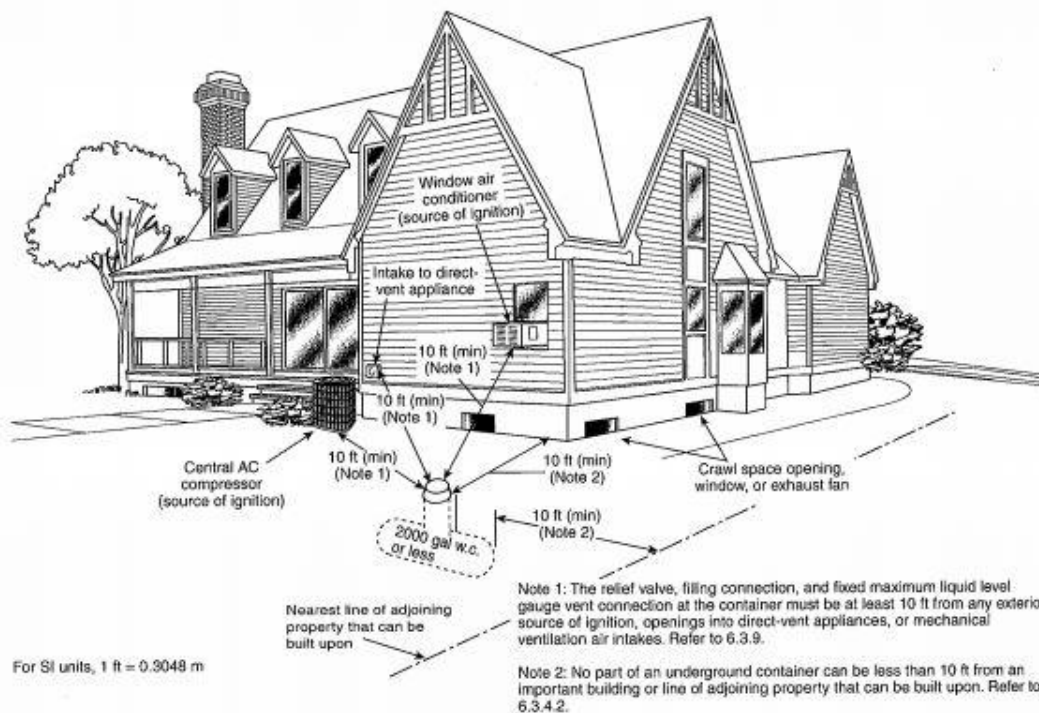 Window air
conditioner
(source of ignition)
Intake to direct-
vent appliance
10 ft (min)
(Note 1)
10 ft (min)
(Note 1)
10 ft (min)
(Note 1)
10 ft (min)
(Note 2)
Central AC
compressor
(source of ignition)
Crawl space opening,
window, or exhaust fan
2000 gal w.c.
or less
10 ft (min)
(Note 2)
Nearest line of adjoining
property that can be
built upon
For SI units, 1 ft = 0.3048 m
Note 1: The relief valve, filling connection, and fixed maximum liquid level
gauge vent connection at the container must be at least 10 ft from any exterio
source of ignition, openings into direct-vent appliances, or mechanical
ventilation air intakes. Refer to 6.3.9.
Note 2: No part of an underground container can be less than 10 ft from an
important building or line of adjoining property that can be built upon. Refer to
6.3.4.2.